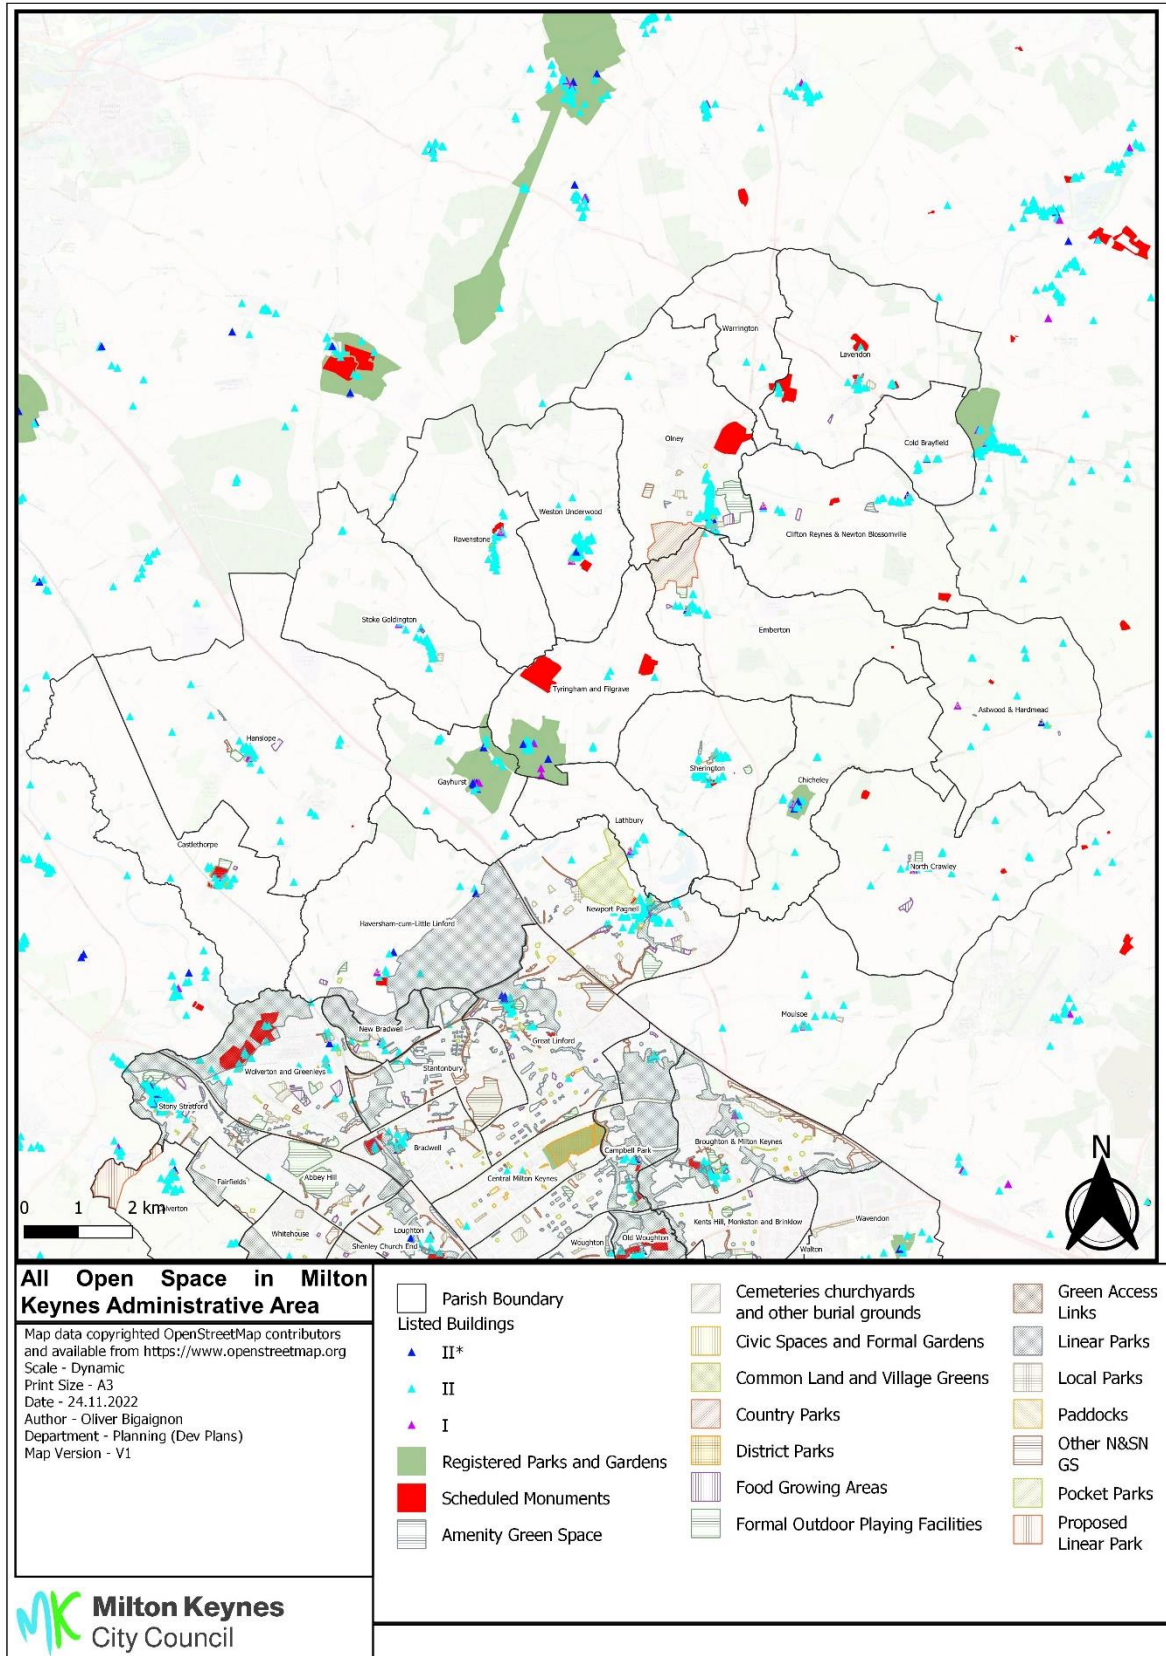 Warrington
Lavendon
Olney
Cold Brayfield
Weston Underwood
Ravenstone
Clifton Reynes & Newton Blossomville
Stoke Goldington
Emberton
Tyringham and Filgrave
Astwood & Hardmead
Hanslope
Sherington
Gayhurst
Chicheley
Lathbury
Castlethorpe
North Crawley
Newport Pagnell
Haversham-cum-Little Linford
Moulsoe
New Bradwell
Great Linford
Stantonbury
Wolverton and Greenleys
Stony Stratford
Broughton & Milton Keynes
Bradwell
Campbell Park
Central Milton Keynes
Abbey Hill
Fairfields
N
0 1 2 km
Kents Hill, Monkston and Brinklow
Wavendon
Whitehouse
Loughton
Old Woughton
Woughton
Shenley Church End
Walton
All Open Space in Milton
Keynes Administrative Area
Map data copyrighted OpenStreetMap contributors
and available from https://www.openstreetmap.org
Scale - Dynamic
Print Size - A3
Date - 24.11.2022
Author - Oliver Bigaignon
Department - Planning (Dev Plans)
Map Version - V1
MK Milton Keynes
City Council
Parish Boundary
Listed Buildings
II*
II
I
Registered Parks and Gardens
Scheduled Monuments
Amenity Green Space
Cemeteries churchyards
and other burial grounds
Civic Spaces and Formal Gardens
Common Land and Village Greens
Country Parks
District Parks
Food Growing Areas
Formal Outdoor Playing Facilities
Green Access
Links
Linear Parks
Local Parks
Paddocks
Other N&SN
GS
Pocket Parks
Proposed
Linear Park